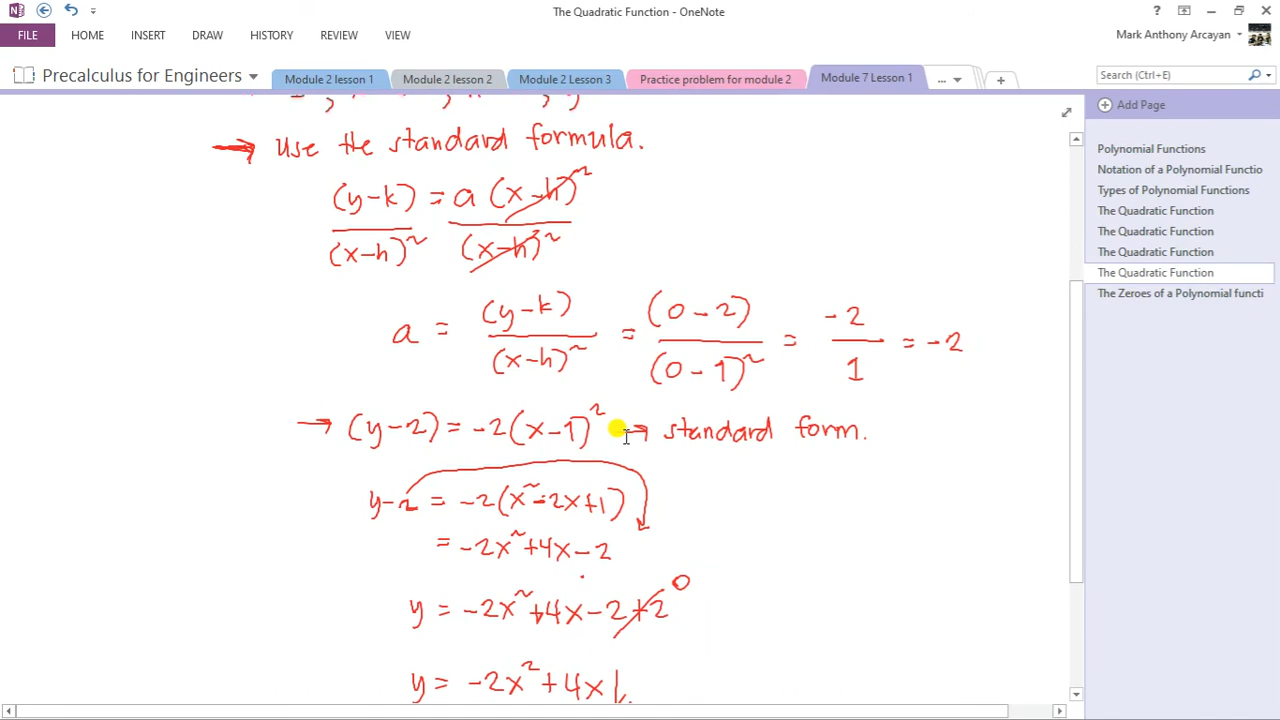 The Quadratic Function - OneNote
FILE HOME INSERT DRAW HISTORY REVIEW VIEW
Mark Anthony Arcayan
Precalculus for Engineers
Module 2 lesson 1
Module 2 lesson 2
Module 2 Lesson 3
Practice problem for module 2
Module 7 Lesson 1
...
Search (Ctrl+E)
Add Page
Polynomial Functions
Notation of a Polynomial Functio
Types of Polynomial Functions
The Quadratic Function
The Quadratic Function
The Quadratic Function
The Quadratic Function
The Zeroes of a Polynomial functi
→ Use the standard formula.
(y-k) = a (x-h)²
(x-h)² (x-h)²
a = (y-k) / (x-h)² = (0-2) / (0-1)² = -2 / 1 = -2
→ (y-2) = -2(x-1)² → standard form.
y-2 = -2(x²-2x+1)
= -2x²+4x-2
y = -2x²+4x-2+2 0
y = -2x²+4x